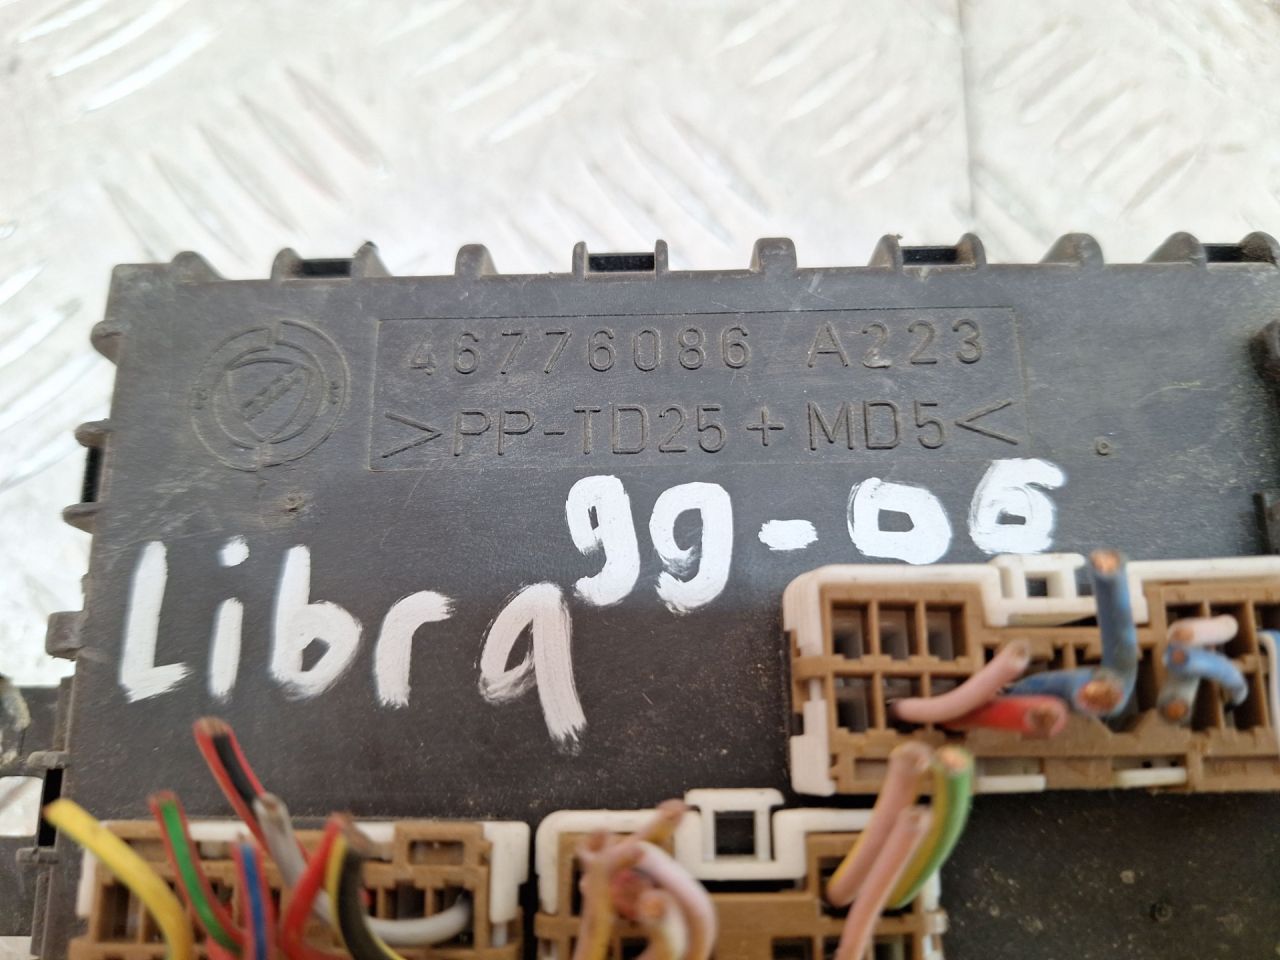 46776086 A223
>PP-TD25+MD5<
99-06
Libra